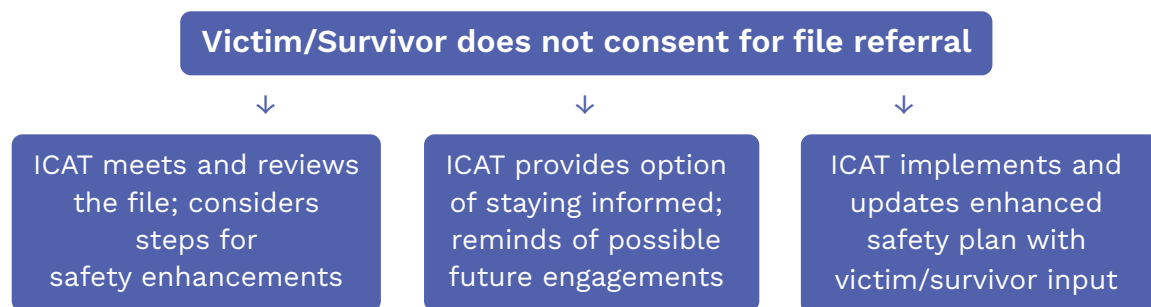 Victim/Survivor does not consent for file referral
ICAT meets and reviews
the file; considers
steps for
safety enhancements
ICAT provides option
of staying informed;
reminds of possible
future engagements
ICAT implements and
updates enhanced
safety plan with
victim/survivor input